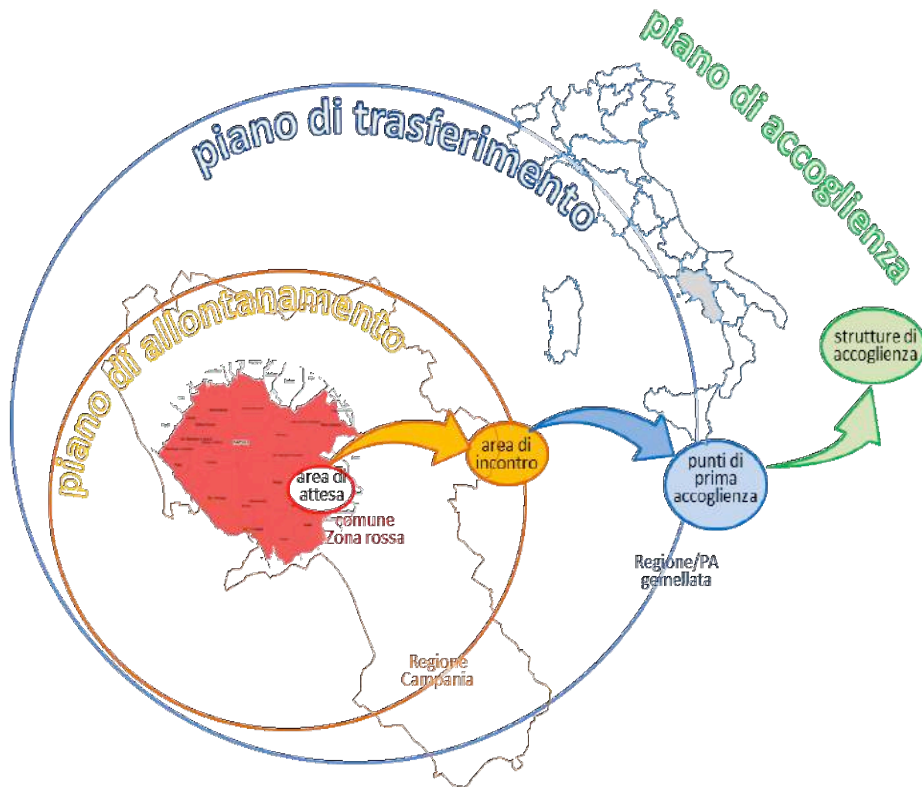 piano di accoglienza
piano di trasferimento
piano di allontanamento
strutture di
accoglienza
area di
incontro
area di
attesa
punti di
prima
accoglienza
comune
Zona rossa
Regione/PA
gemellata
Regione
Campania